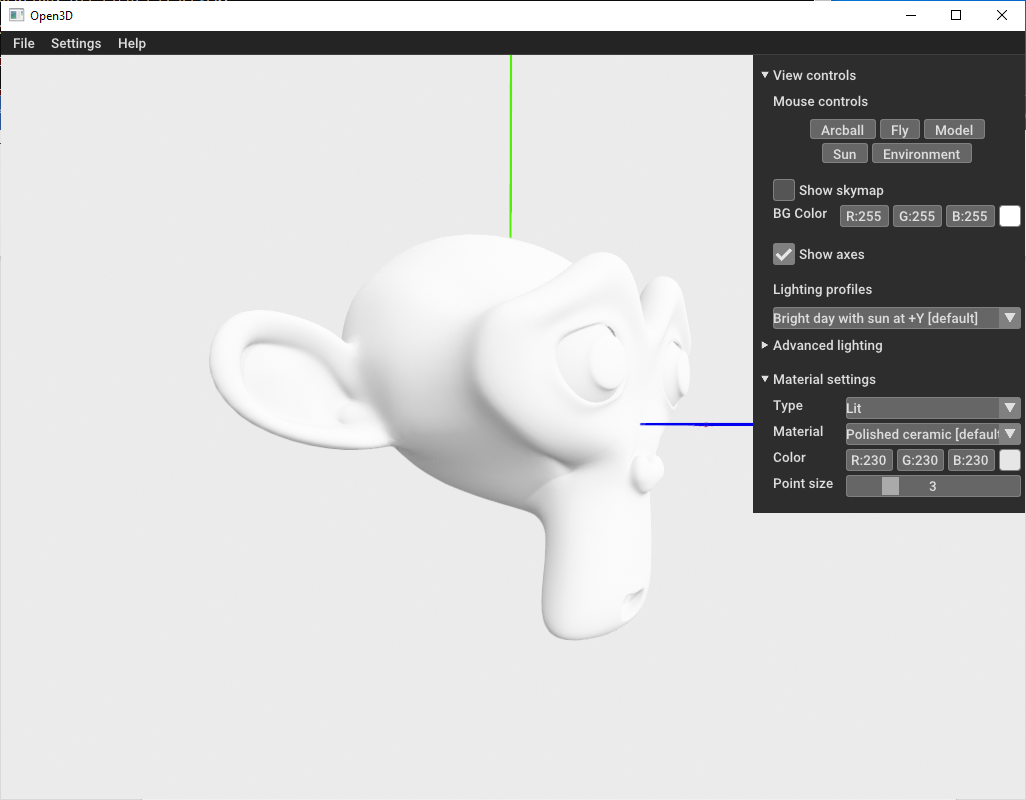 Open3D
File Settings Help
View controls
Mouse controls
Arcball Fly Model
Sun Environment
Show skymap
BG Color R:255 G:255 B:255
Show axes
Lighting profiles
Bright day with sun at +Y [default]
Advanced lighting
Material settings
Type Lit
Material Polished ceramic [default
Color R:230 G:230 B:230
Point size 3